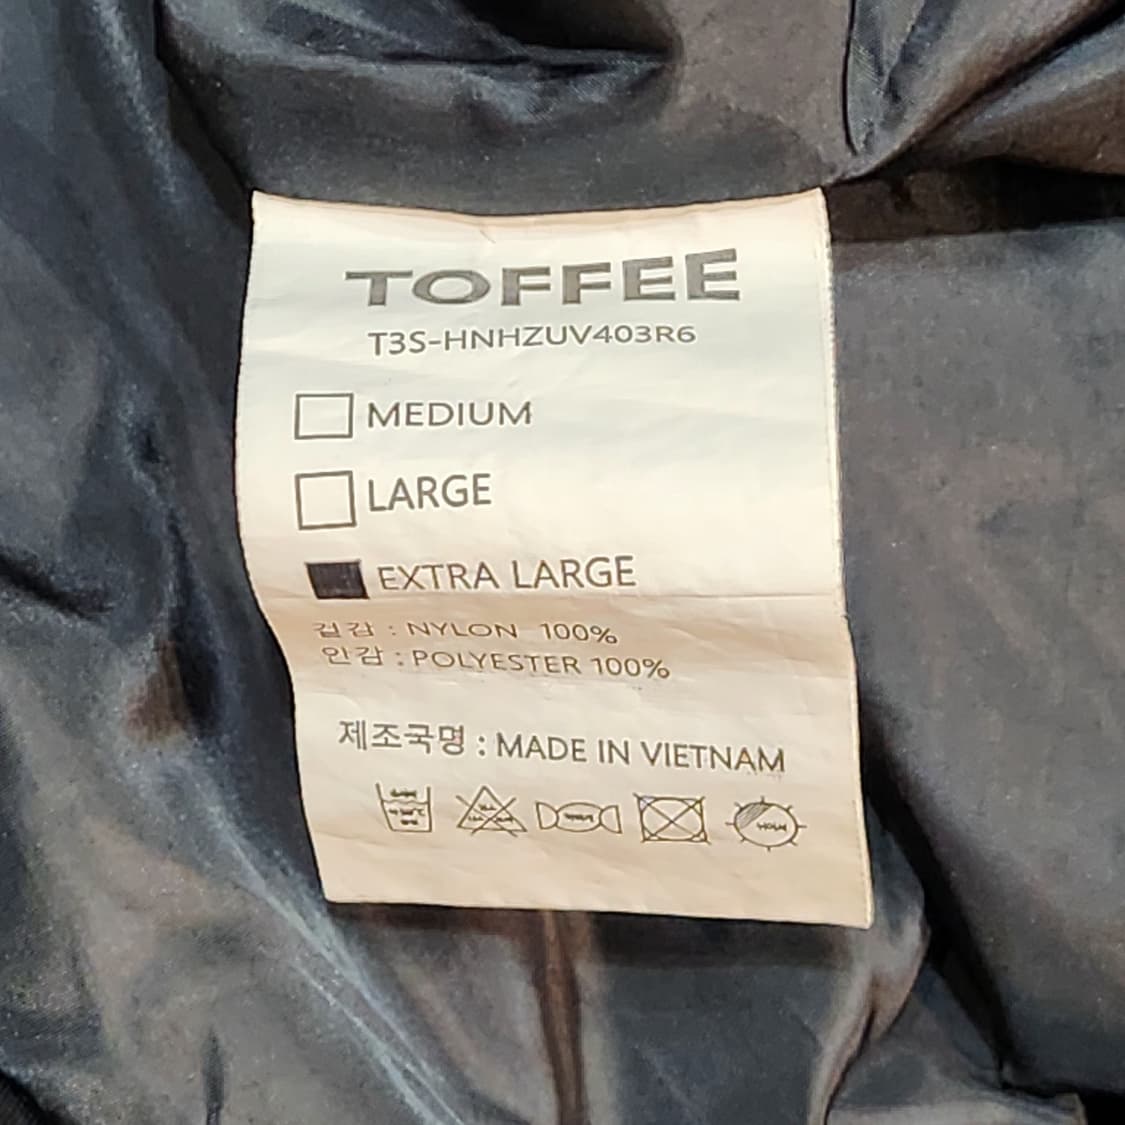 TOFFEE
T3S-HNHZUV403R6
MEDIUM
LARGE
EXTRA LARGE
겉감 : NYLON 100%
안감 : POLYESTER 100%
제조국명 : MADE IN VIETNAM